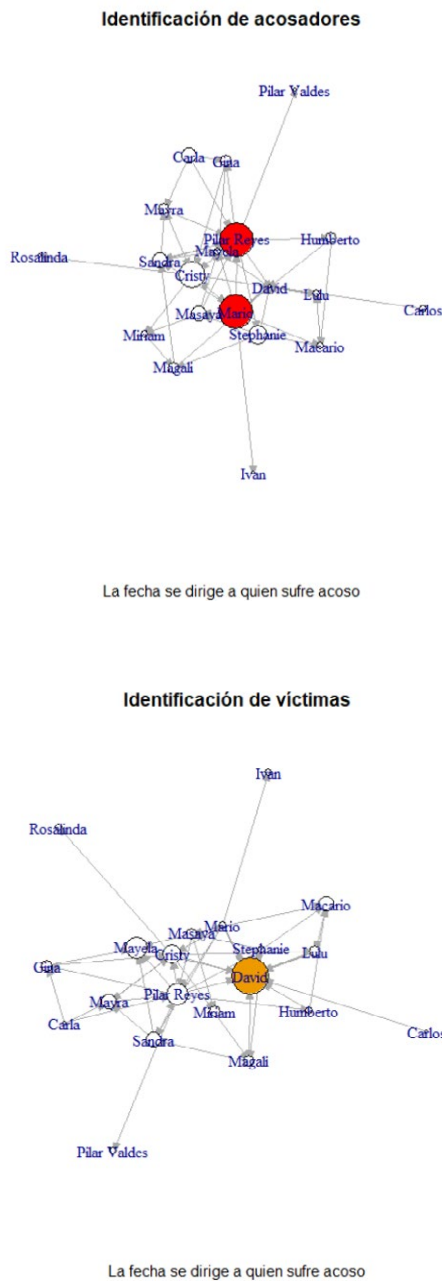 Identificación de acosadores
Pilar Valdes
Carla
Gina
Mayra
Pilar Reyes
Humberto
Mayela
Rosalinda
Sandra
Cristy
David
Lulu
Masaya
Mario
Carlos
Miriam
Stephanie
Macario
Magali
Ivan
La fecha se dirige a quien sufre acoso
Identificación de víctimas
Ivan
Rosalinda
Macario
Mario
Masaya
Mayela
Stephanie
Cristy
Lulu
Gina
David
Pilar Reyes
Mayra
Miriam
Humberto
Carla
Carlos
Sandra
Magali
Pilar Valdes
La fecha se dirige a quien sufre acoso